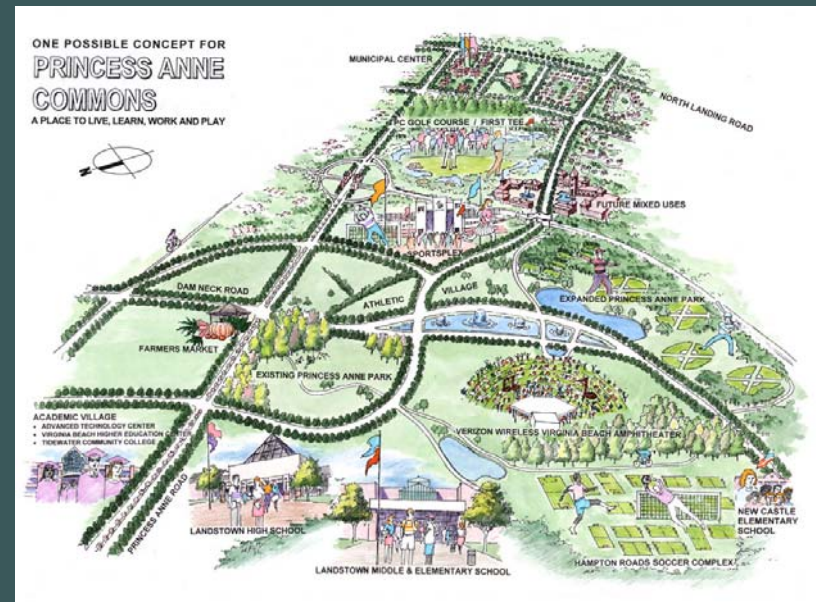 ONE POSSIBLE CONCEPT FOR
PRINCESS ANNE
COMMONS
A PLACE TO LIVE, LEARN, WORK AND PLAY
N
MUNICIPAL CENTER
NORTH LANDING ROAD
TPC GOLF COURSE / FIRST TEE
FUTURE MIXED USES
SPORTSPLEX
DAM NECK ROAD
ATHLETIC VILLAGE
EXPANDED PRINCESS ANNE PARK
FARMERS MARKET
EXISTING PRINCESS ANNE PARK
ACADEMIC VILLAGE
• ADVANCED TECHNOLOGY CENTER
• VIRGINIA BEACH HIGHER EDUCATION CENTER
• TIDEWATER COMMUNITY COLLEGE
VERIZON WIRELESS VIRGINIA BEACH AMPHITHEATER
PRINCESS ANNE ROAD
LANDSTOWN HIGH SCHOOL
LANDSTOWN MIDDLE & ELEMENTARY SCHOOL
NEW CASTLE
ELEMENTARY
SCHOOL
HAMPTON ROADS SOCCER COMPLEX